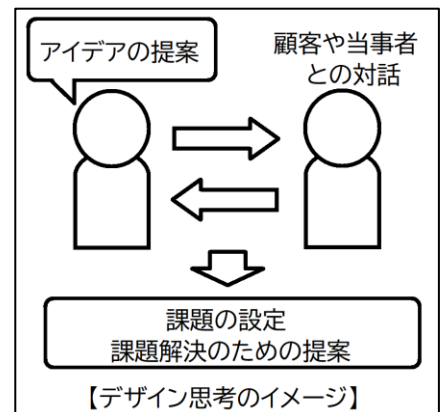 アイデアの提案
顧客や当事者
との対話
課題の設定
課題解決のための提案
【デザイン思考のイメージ】